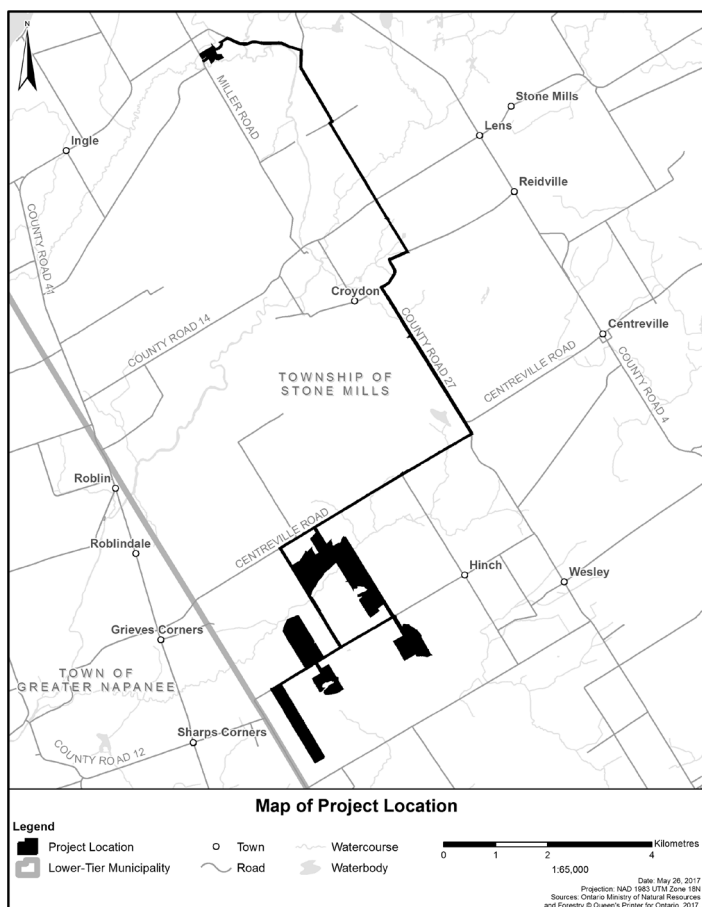 N
Stone Mills
Lens
MILLER ROAD
Ingle
Reidville
COUNTY ROAD 41
Croydon
COUNTY ROAD 27
Centreville
COUNTY ROAD 14
CENTREVILLE ROAD
COUNTY ROAD 4
TOWNSHIP OF
STONE MILLS
Roblin
CENTREVILLE ROAD
Roblindale
Hinch
Wesley
Grieves Corners
TOWN OF
GREATER NAPANEE
Sharps Corners
COUNTY ROAD 12
Map of Project Location
Legend
Project Location
Town
Watercourse
Lower-Tier Municipality
Road
Waterbody
Kilometres
0 1 2 4
1:65,000
Date: May 26, 2017
Projection: NAD 1983 UTM Zone 18N
Sources: Ontario Ministry of Natural Resources
and Forestry © Queen's Printer for Ontario, 2017.